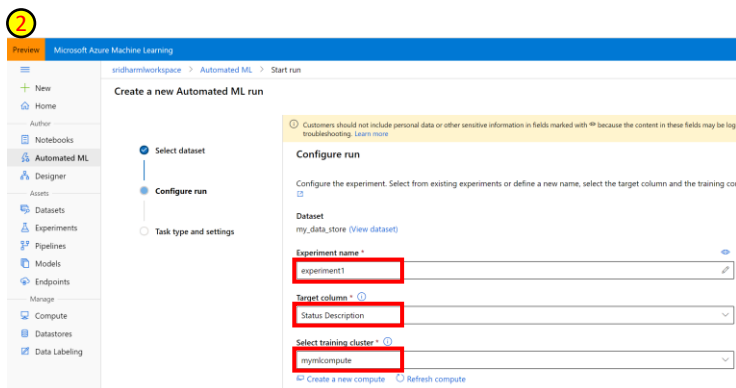 2
Preview Microsoft Azure Machine Learning
sridharmlworkspace > Automated ML > Start run
New
Home
Author
Notebooks
Automated ML
Designer
Assets
Datasets
Experiments
Pipelines
Models
Endpoints
Manage
Compute
Datastores
Data Labeling
Create a new Automated ML run
Select dataset
Configure run
Task type and settings
Customers should not include personal data or other sensitive information in fields marked with because the content in these fields may be log
troubleshooting. Learn more
Configure run
Configure the experiment. Select from existing experiments or define a new name, select the target column and the training co
Dataset
my_data_store (View dataset)
Experiment name *
experiment1
Target column *
Status Description
Select training cluster *
mymlcompute
Create a new compute Refresh compute